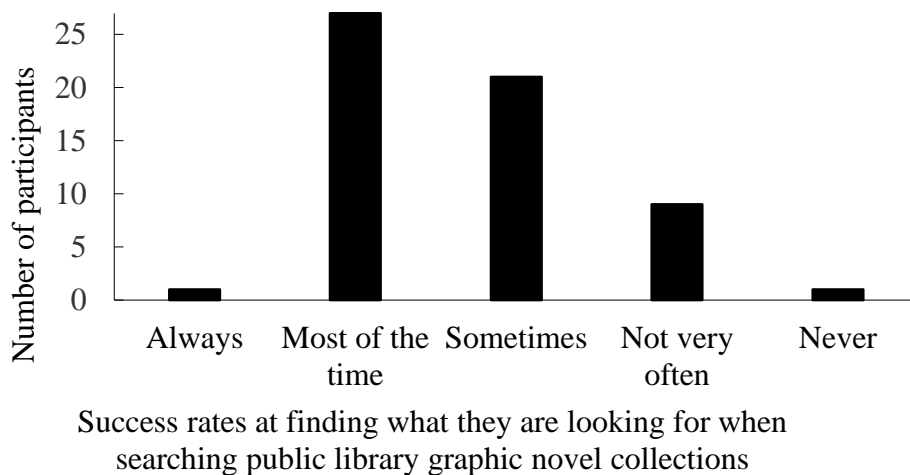 25
20
15
10
5
0
Number of participants
Always Most of the time Sometimes Not very often Never
Success rates at finding what they are looking for when
searching public library graphic novel collections